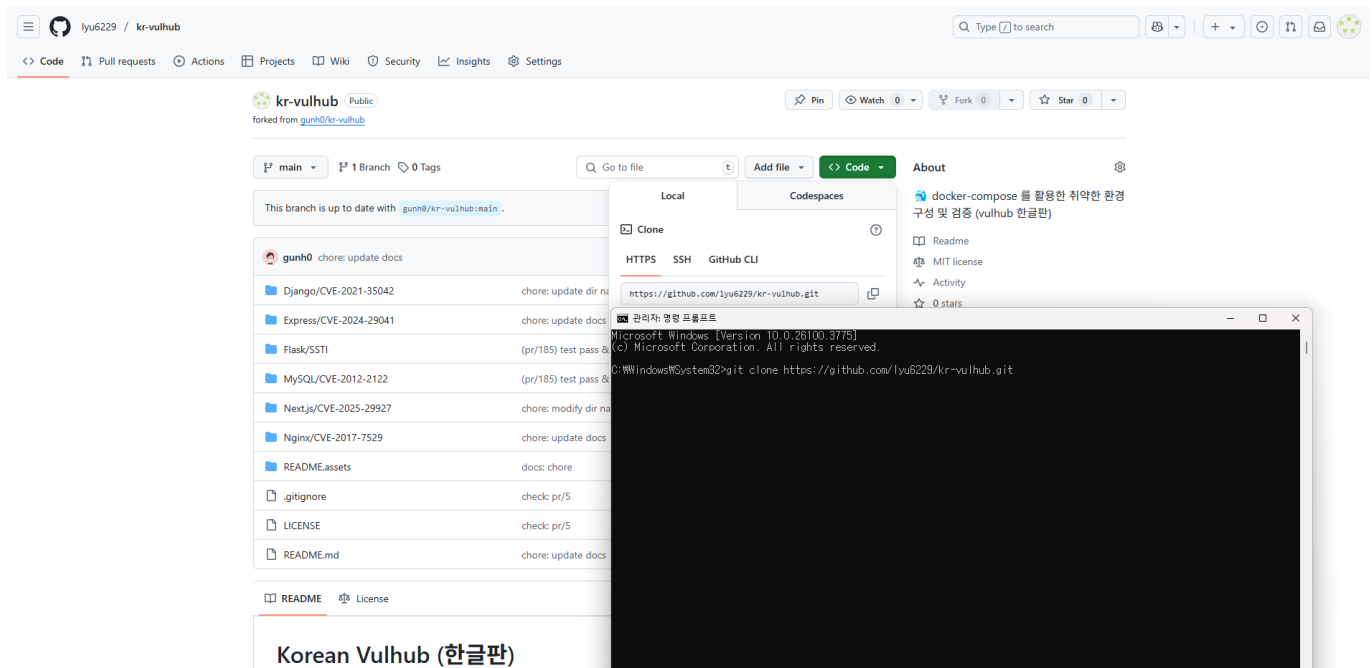 lyu6229 / kr-vulhub
Type / to search
Code Pull requests Actions Projects Wiki Security Insights Settings
kr-vulhub Public
Pin Watch 0 Fork 0 Star 0
forked from gunh0/kr-vulhub
main 1 Branch 0 Tags
Go to file t
Add file
Code
This branch is up to date with gunh0/kr-vulhub:main .
gunh0 chore: update docs
Django/CVE-2021-35042 chore: update dir na
Express/CVE-2024-29041 chore: update docs
Flask/SSTI (pr/185) test pass &
MySQL/CVE-2012-2122 (pr/185) test pass &
Next.js/CVE-2025-29927 chore: modify dir na
Nginx/CVE-2017-7529 chore: update docs
README.assets docs: chore
.gitignore check: pr/5
LICENSE check: pr/5
README.md chore: update docs
README License
Korean Vulhub (한글판)
Local Codespaces
Clone
HTTPS SSH GitHub CLI
https://github.com/lyu6229/kr-vulhub.git
About
docker-compose 를 활용한 취약한 환경
구성 및 검증 (vulhub 한글판)
Readme
MIT license
Activity
0 stars
관리자: 명령 프롬프트
Microsoft Windows [Version 10.0.26100.3775]
(c) Microsoft Corporation. All rights reserved.
C:₩Windows₩System32>git clone https://github.com/lyu6229/kr-vulhub.git